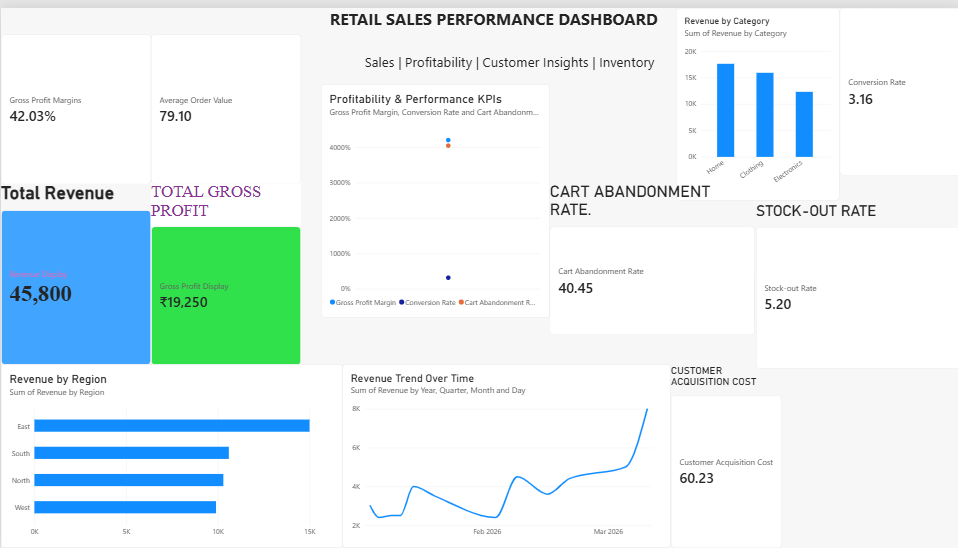 RETAIL SALES PERFORMANCE DASHBOARD
Sales | Profitability | Customer Insights | Inventory
Gross Profit Margins
42.03%
Average Order Value
79.10
Profitability & Performance KPIs
Gross Profit Margin, Conversion Rate and Cart Abandonm...
4000%
3000%
2000%
1000%
0%
Gross Profit Margin Conversion Rate Cart Abandonment R...
Revenue by Category
Sum of Revenue by Category
20K
15K
10K
5K
0K
Home
Clothing
Electronics
Conversion Rate
3.16
Total Revenue
Revenue Display
45,800
TOTAL GROSS
PROFIT
Gross Profit Display
₹19,250
CART ABANDONMENT
RATE.
Cart Abandonment Rate
40.45
STOCK-OUT RATE
Stock-out Rate
5.20
Revenue by Region
Sum of Revenue by Region
East
South
North
West
0K 5K 10K 15K
Revenue Trend Over Time
Sum of Revenue by Year, Quarter, Month and Day
8K
6K
4K
2K
Feb 2026 Mar 2026
CUSTOMER
ACQUISITION COST
Customer Acquisition Cost
60.23